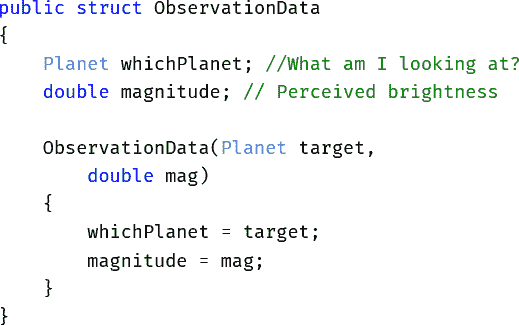 public struct ObservationData
{
    Planet whichPlanet; //What am I looking at?
    double magnitude; // Perceived brightness

    ObservationData(Planet target,
        double mag)
    {
        whichPlanet = target;
        magnitude = mag;
    }
}